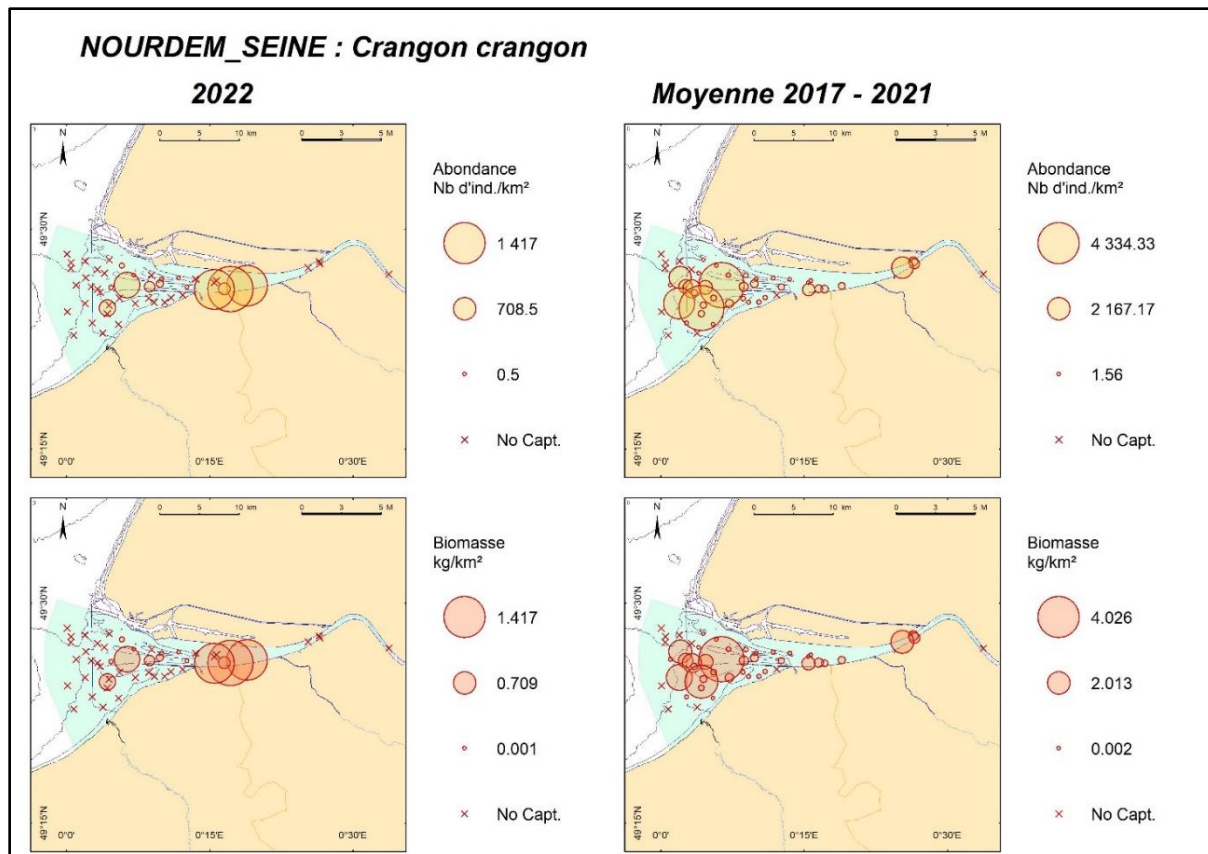 NOURDEM_SEINE : Crangon crangon
2022
Moyenne 2017 - 2021
N
0 5 10 km
0 3 5 M
49°30'N
49°15'N
0°0'
0°15'E
0°30'E
Abondance
Nb d'ind./km²
1 417
708.5
0.5
No Capt.
N
0 5 10 km
0 3 5 M
49°30'N
49°15'N
0°0'
0°15'E
0°30'E
Abondance
Nb d'ind./km²
4 334.33
2 167.17
1.56
No Capt.
N
0 5 10 km
0 3 5 M
49°30'N
49°15'N
0°0'
0°15'E
0°30'E
Biomasse
kg/km²
1.417
0.709
0.001
No Capt.
N
0 5 10 km
0 3 5 M
49°30'N
49°15'N
0°0'
0°15'E
0°30'E
Biomasse
kg/km²
4.026
2.013
0.002
No Capt.